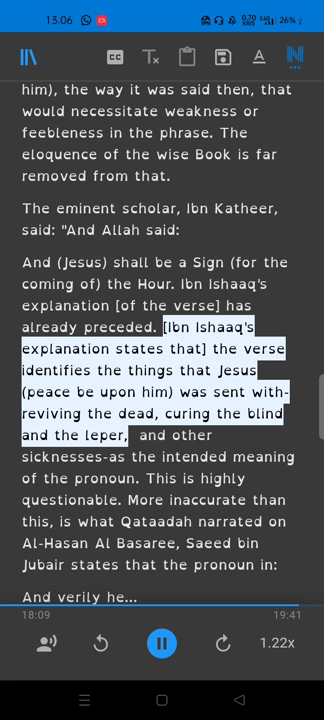 13.06
0.70
KB/S
26%
CC
A
him), the way it was said then, that
would necessitate weakness or
feebleness in the phrase. The
eloquence of the wise Book is far
removed from that.
The eminent scholar, Ibn Katheer,
said: "And Allah said:
And (Jesus) shall be a Sign (for the
coming of) the Hour. Ibn Ishaaq's
explanation [of the verse] has
already preceded. [Ibn Ishaaq's
explanation states that] the verse
identifies the things that Jesus
(peace be upon him) was sent with-
reviving the dead, curing the blind
and the leper, and other
sicknesses-as the intended meaning
of the pronoun. This is highly
questionable. More inaccurate than
this, is what Qataadah narrated on
Al-Hasan Al Basaree, Saeed bin
Jubair states that the pronoun in:
And verily he...
18:09
19:41
1.22x